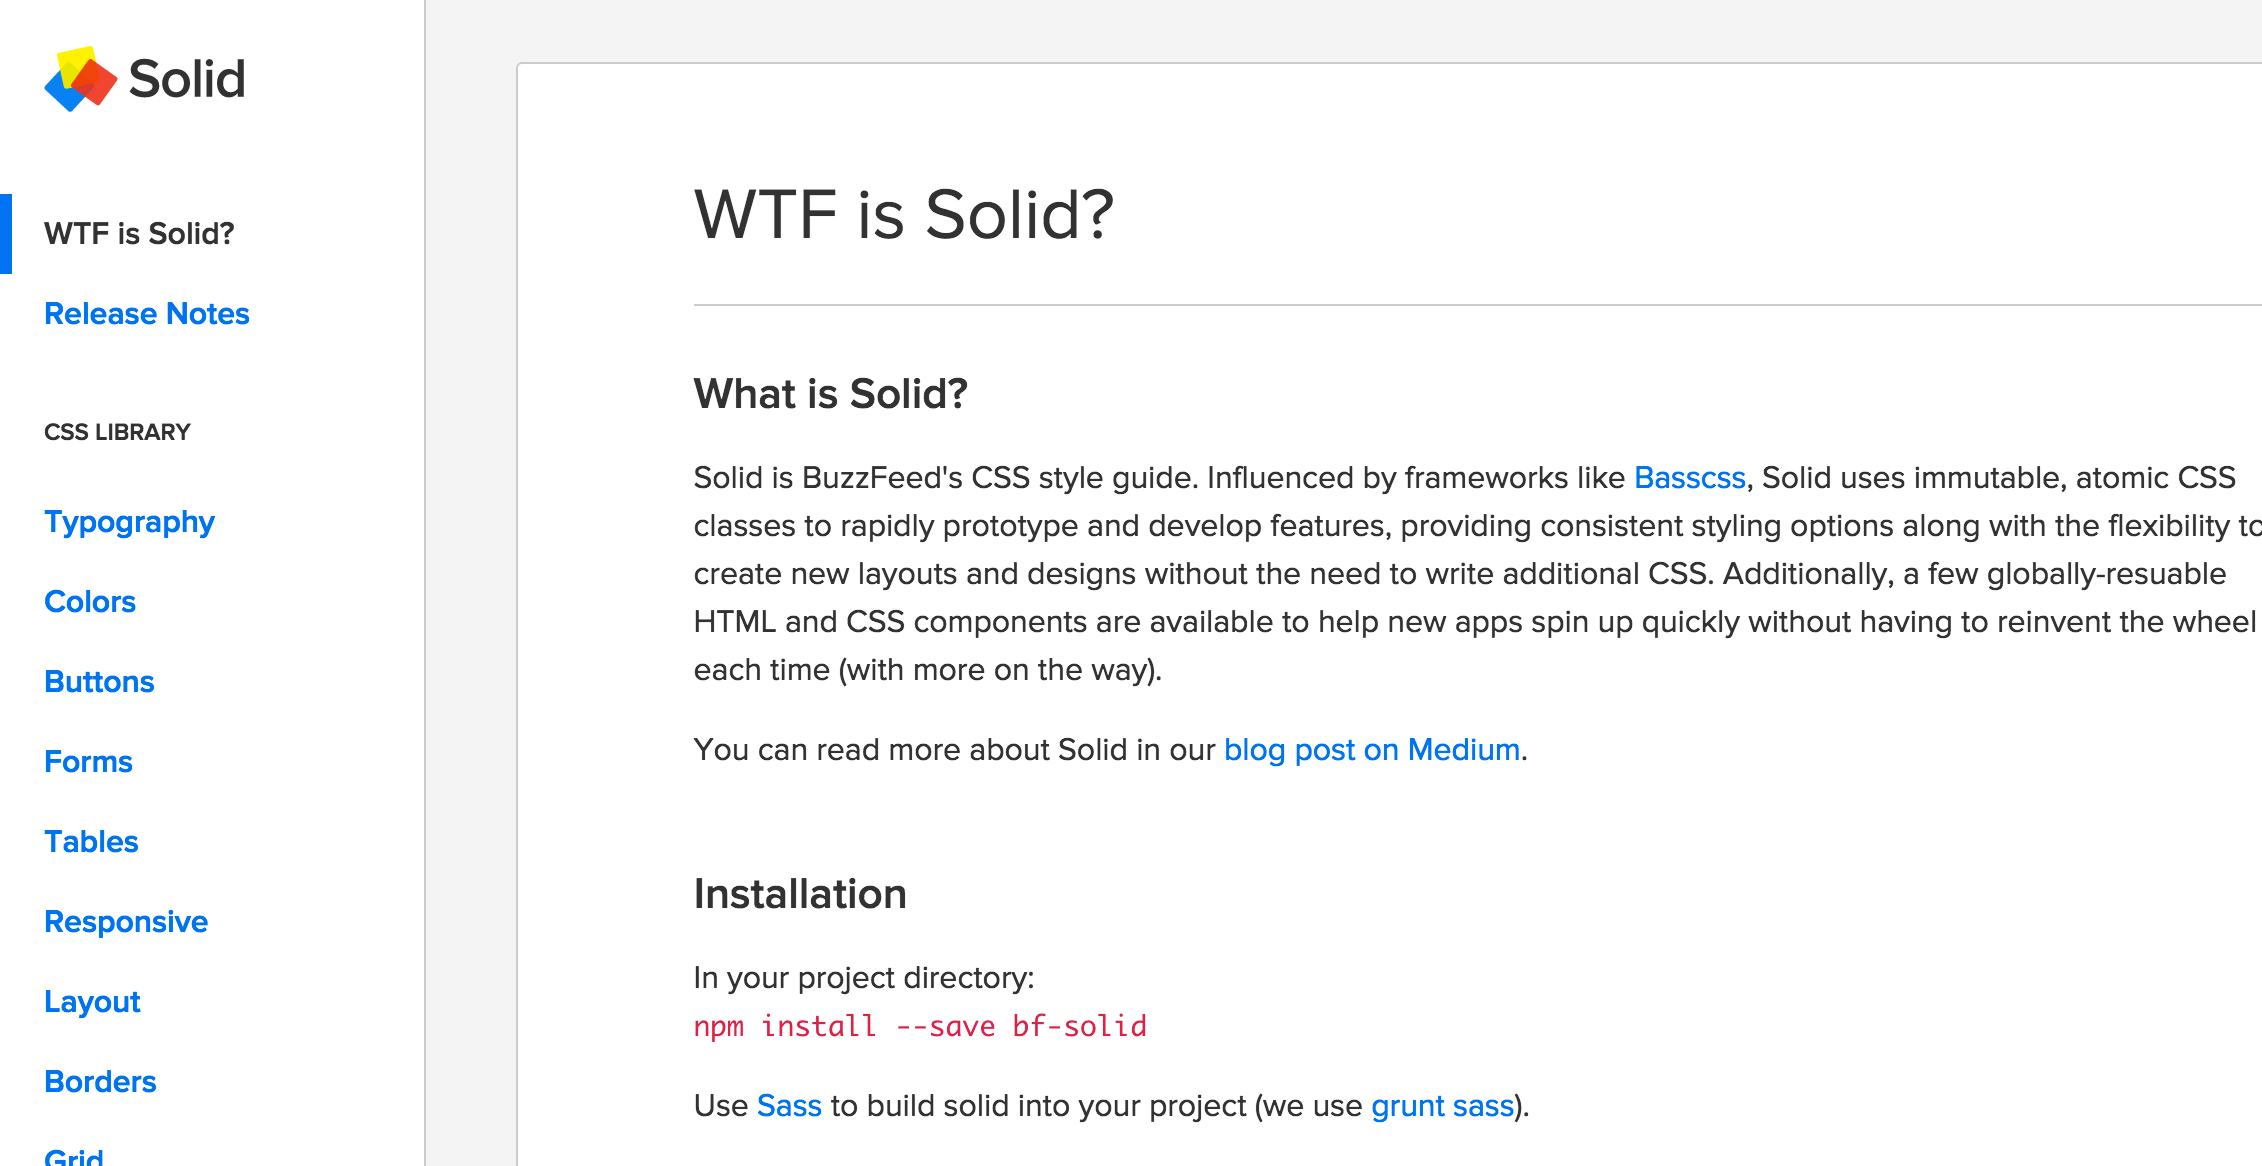 Solid
WTF is Solid?
Release Notes
CSS LIBRARY
Typography
Colors
Buttons
Forms
Tables
Responsive
Layout
Borders
Grid
WTF is Solid?
What is Solid?
Solid is BuzzFeed's CSS style guide. Influenced by frameworks like Basscss, Solid uses immutable, atomic CSS
classes to rapidly prototype and develop features, providing consistent styling options along with the flexibility to
create new layouts and designs without the need to write additional CSS. Additionally, a few globally-resuable
HTML and CSS components are available to help new apps spin up quickly without having to reinvent the wheel
each time (with more on the way).
You can read more about Solid in our blog post on Medium.
Installation
In your project directory:
npm install --save bf-solid
Use Sass to build solid into your project (we use grunt sass).